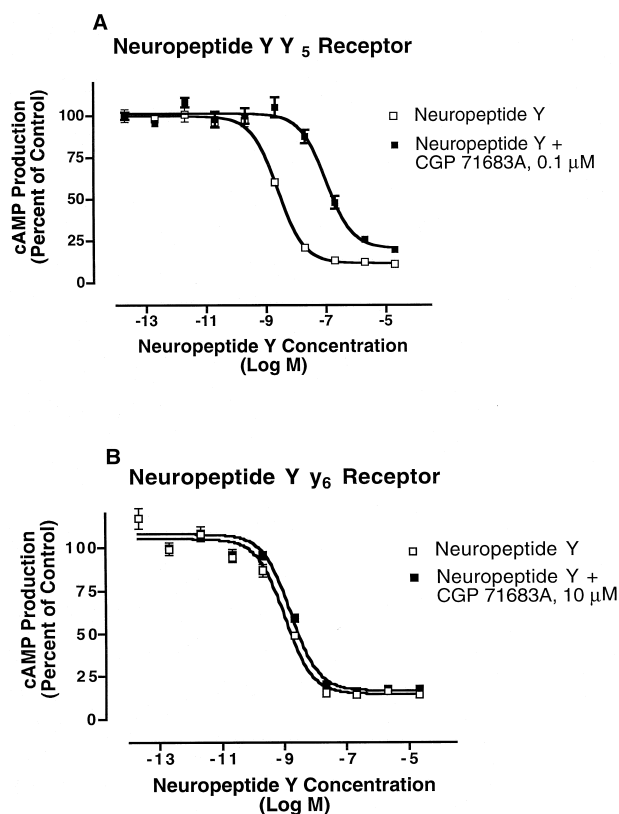 A
Neuropeptide Y Y 5 Receptor
cAMP Production
(Percent of Control)
100
75
50
25
0
Neuropeptide Y
Neuropeptide Y +
CGP 71683A, 0.1 μM
-13 -11 -9 -7 -5
Neuropeptide Y Concentration
(Log M)
B
Neuropeptide Y y6 Receptor
cAMP Production
(Percent of Control)
100
75
50
25
0
Neuropeptide Y
Neuropeptide Y +
CGP 71683A, 10 μM
-13 -11 -9 -7 -5
Neuropeptide Y Concentration
(Log M)